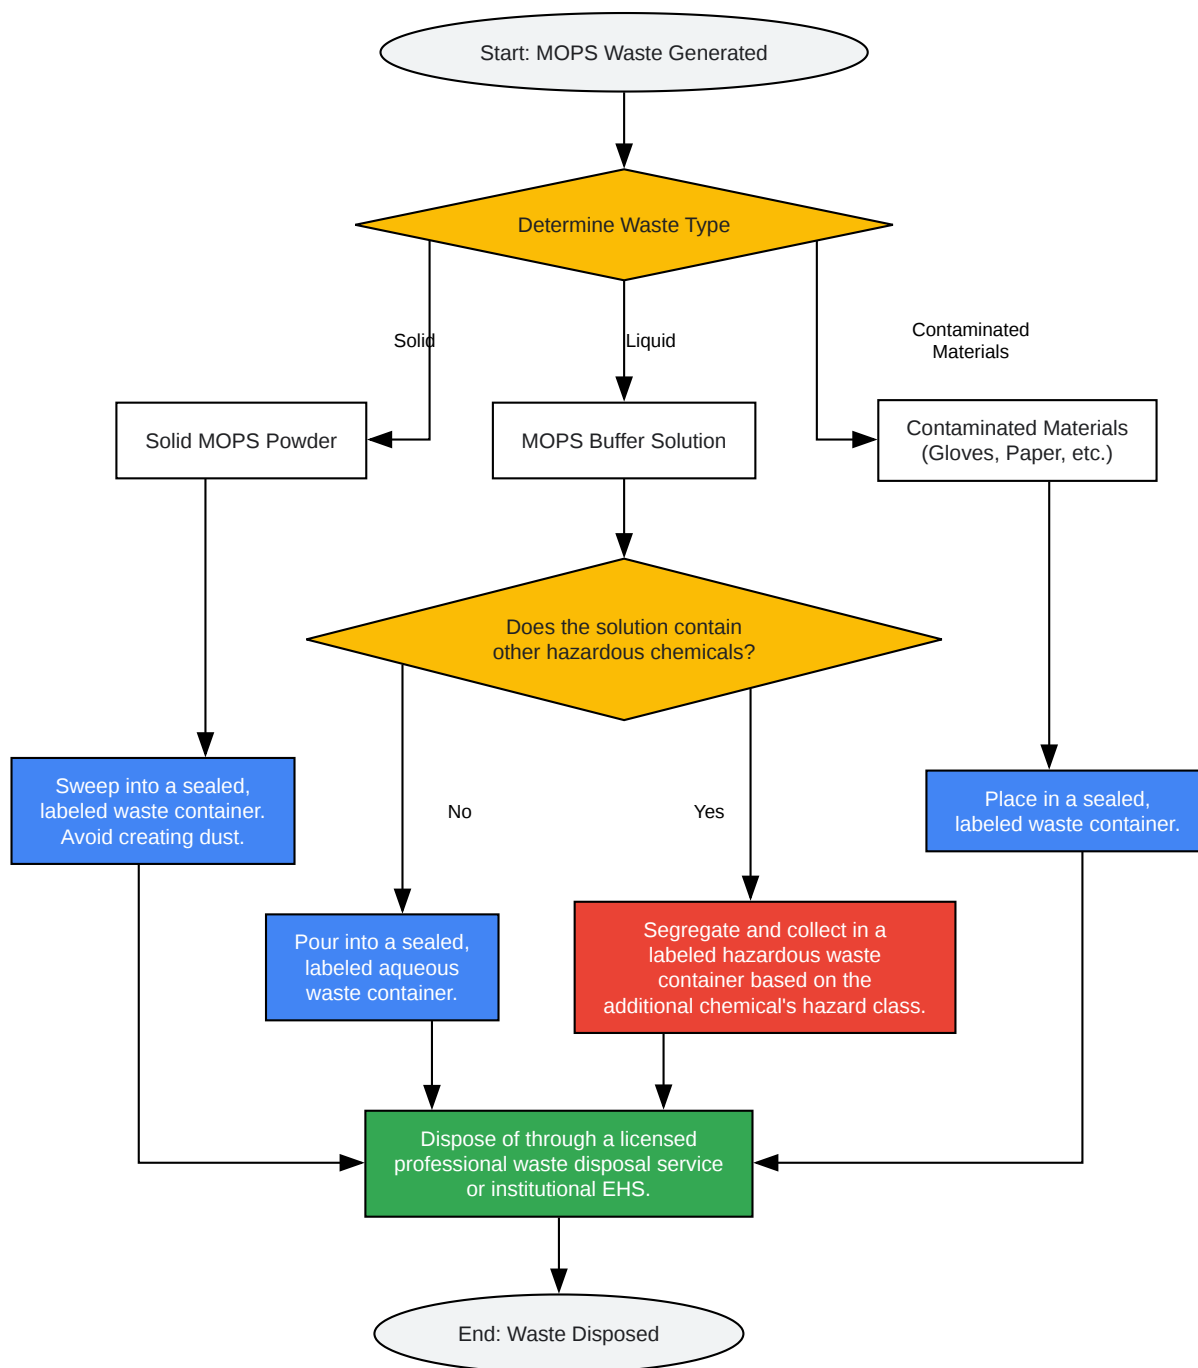 Start: MOPS Waste Generated
Determine Waste Type
Solid
Liquid
Contaminated
Materials
Solid MOPS Powder
MOPS Buffer Solution
Contaminated Materials
(Gloves, Paper, etc.)
Does the solution contain
other hazardous chemicals?
Sweep into a sealed,
labeled waste container.
Avoid creating dust.
No
Yes
Place in a sealed,
labeled waste container.
Pour into a sealed,
labeled aqueous
waste container.
Segregate and collect in a
labeled hazardous waste
container based on the
additional chemical's hazard class.
Dispose of through a licensed
professional waste disposal service
or institutional EHS.
End: Waste Disposed